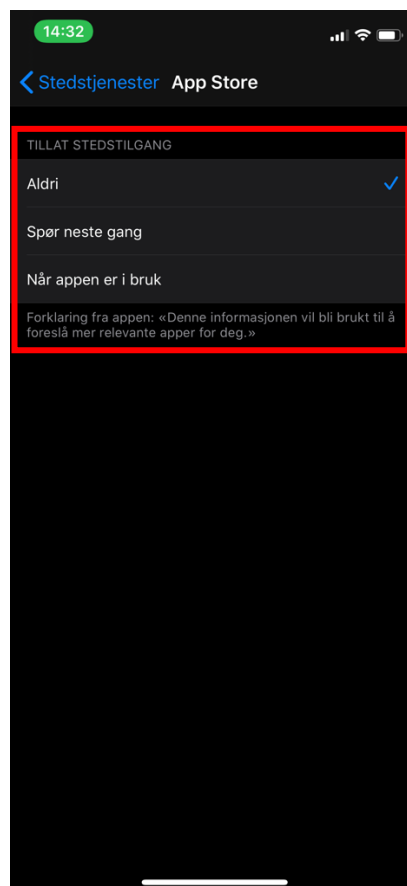 14:32
Stedstjenester App Store
TILLAT STEDSTILGANG
Aldri
Spør neste gang
Når appen er i bruk
Forklaring fra appen: «Denne informasjonen vil bli brukt til å
foreslå mer relevante apper for deg.»